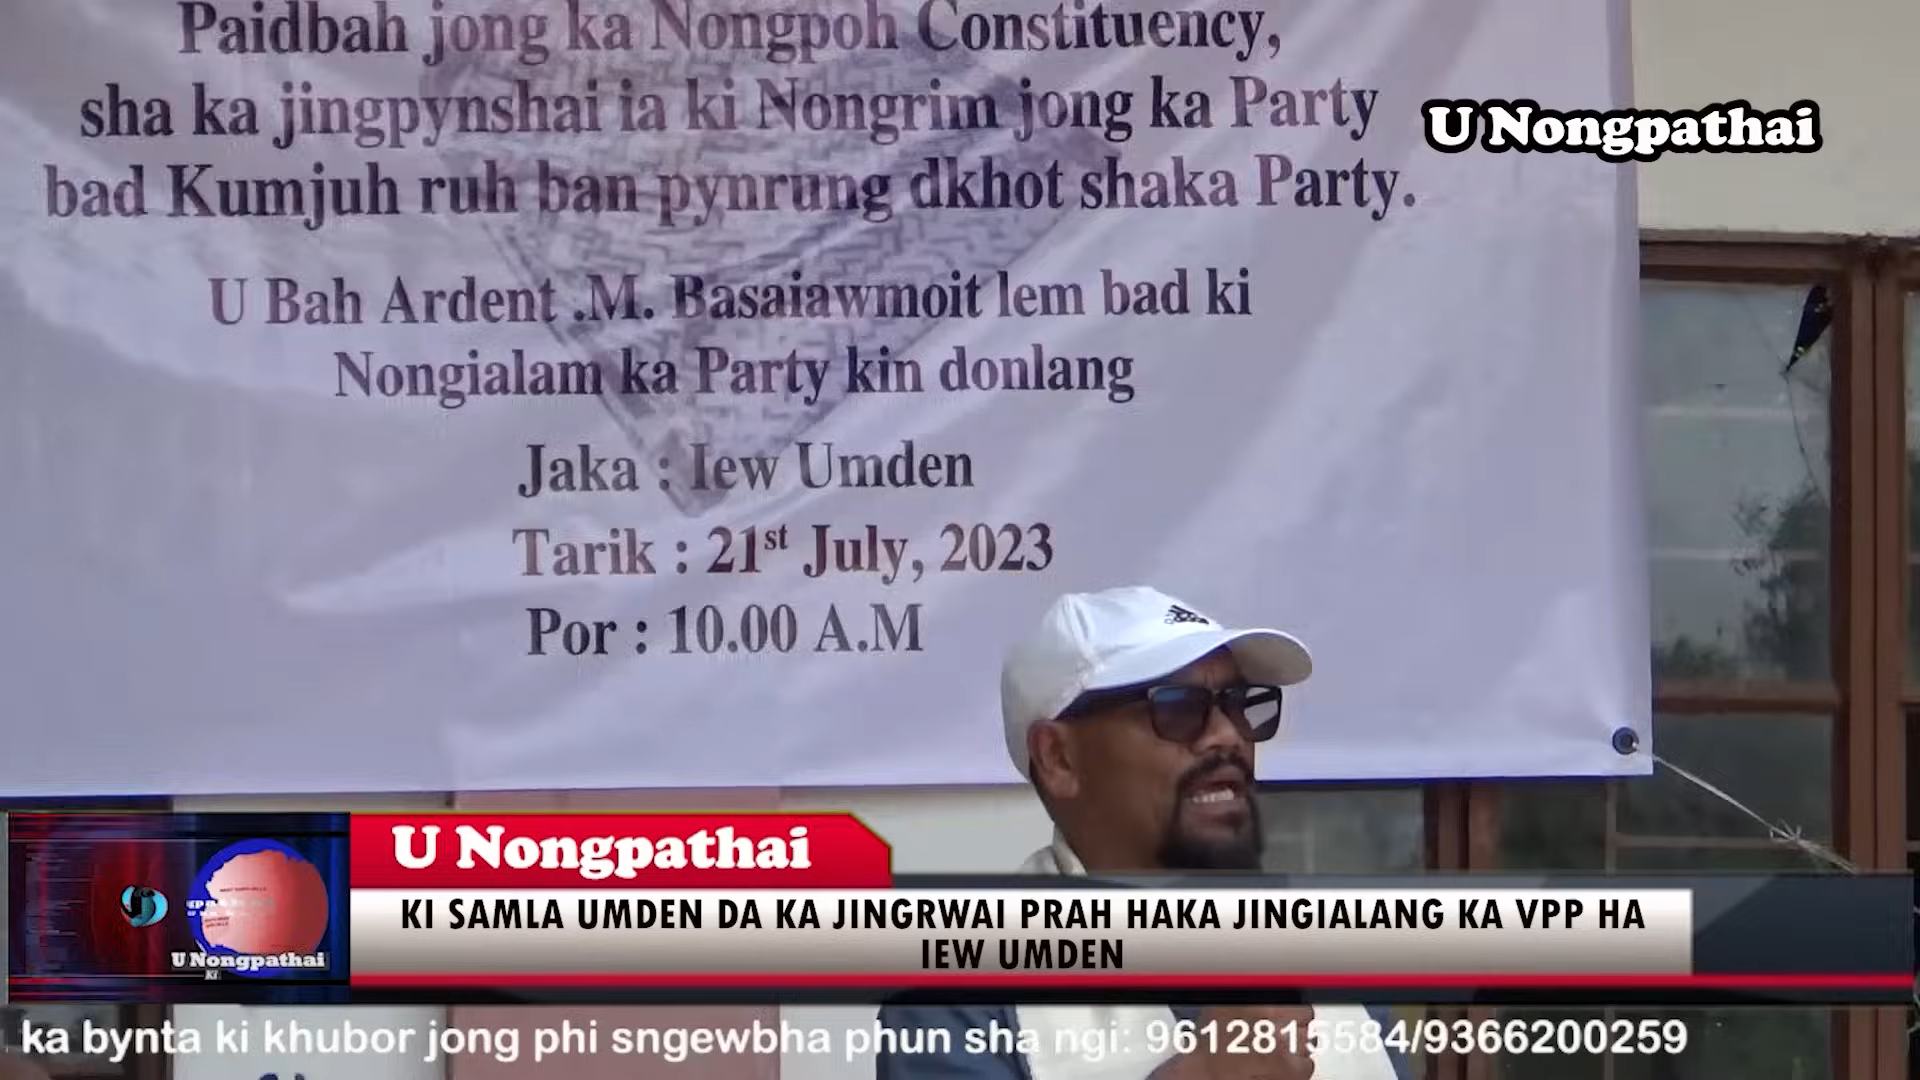 Paidbah jong ka Nongpoh Constituency,
sha ka jingpynshai ia ki Nongrim jong ka Party
bad Kumjuh ruh ban pynrung dkhot shaka Party.
U Nongpathai
U Bah Ardent .M. Basaiawmoit lem bad ki
Nongialam ka Party kin donlang
Jaka : Iew Umden
Tarik : 21st July, 2023
Por : 10.00 A.M
U Nongpathai
KI SAMLA UMDEN DA KA JINGRWAI PRAH HAKA JINGIALANG KA VPP HA
IEW UMDEN
U Nongpathai
KI
ka bynta ki khubor jong phi sngewbha phun sha ngi: 9612815584/9366200259